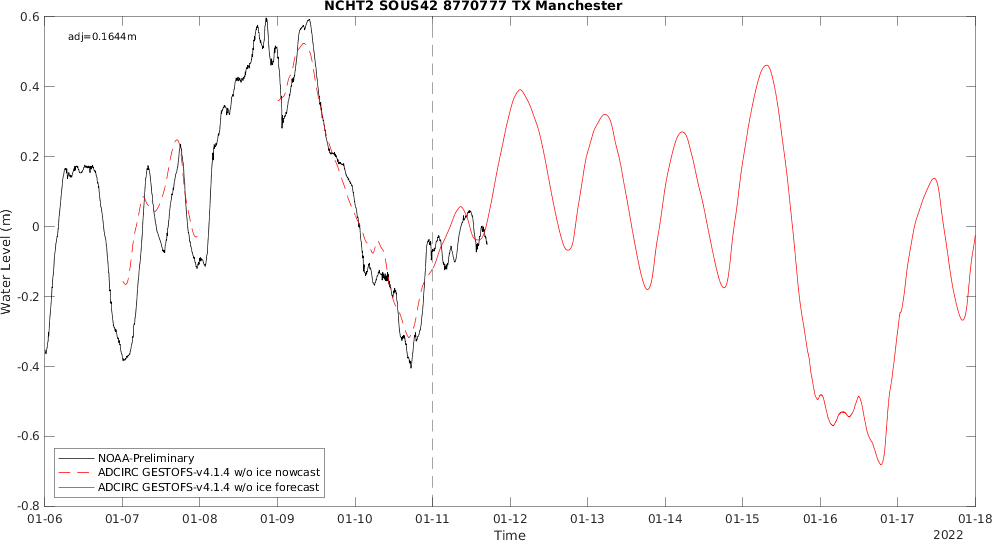 NCHT2 SOUS42 8770777 TX Manchester
adj=0.1644m
0.6
0.4
0.2
0
-0.2
-0.4
-0.6
-0.8
Water Level (m)
NOAA-Preliminary
ADCIRC GESTOFS-v4.1.4 w/o ice nowcast
ADCIRC GESTOFS-v4.1.4 w/o ice forecast
01-06 01-07 01-08 01-09 01-10 01-11 01-12 01-13 01-14 01-15 01-16 01-17 01-18
Time
2022